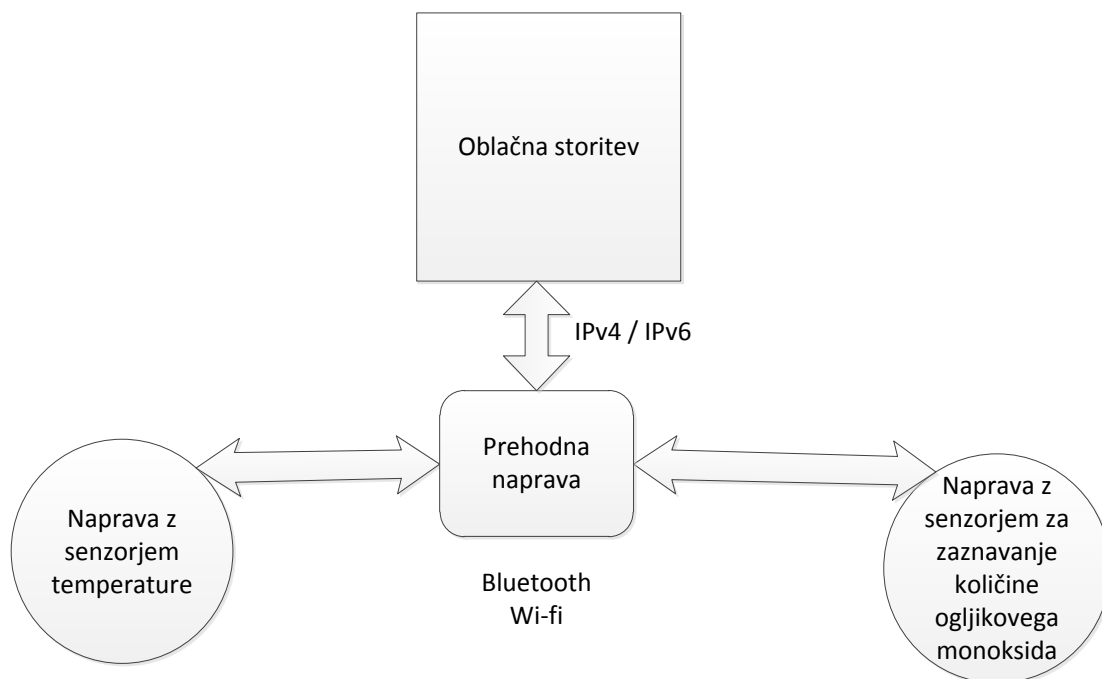 Oblačna storitev
IPv4 / IPv6
Prehodna
naprava
Naprava z
senzorjem
temperature
Bluetooth
Wi-fi
Naprava z
senzorjem za
zaznavanje
količine
ogljikovega
monoksida